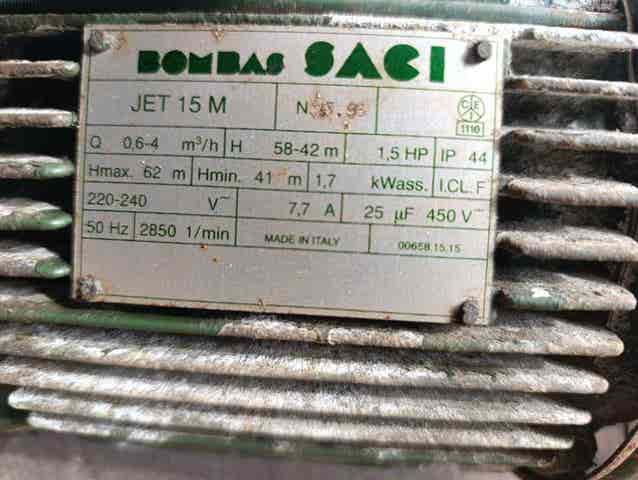 BOMBAS SACI
JET 15 M N.
C E I
1110
Q 0,6-4 m³/h H 58-42 m 1,5 HP IP 44
Hmax. 62 m Hmin. 41 m 1,7 kWass. I.CL.F
220-240 V~ 7,7 A 25 µF 450 V~
50 Hz 2850 1/min MADE IN ITALY 00658.15.15